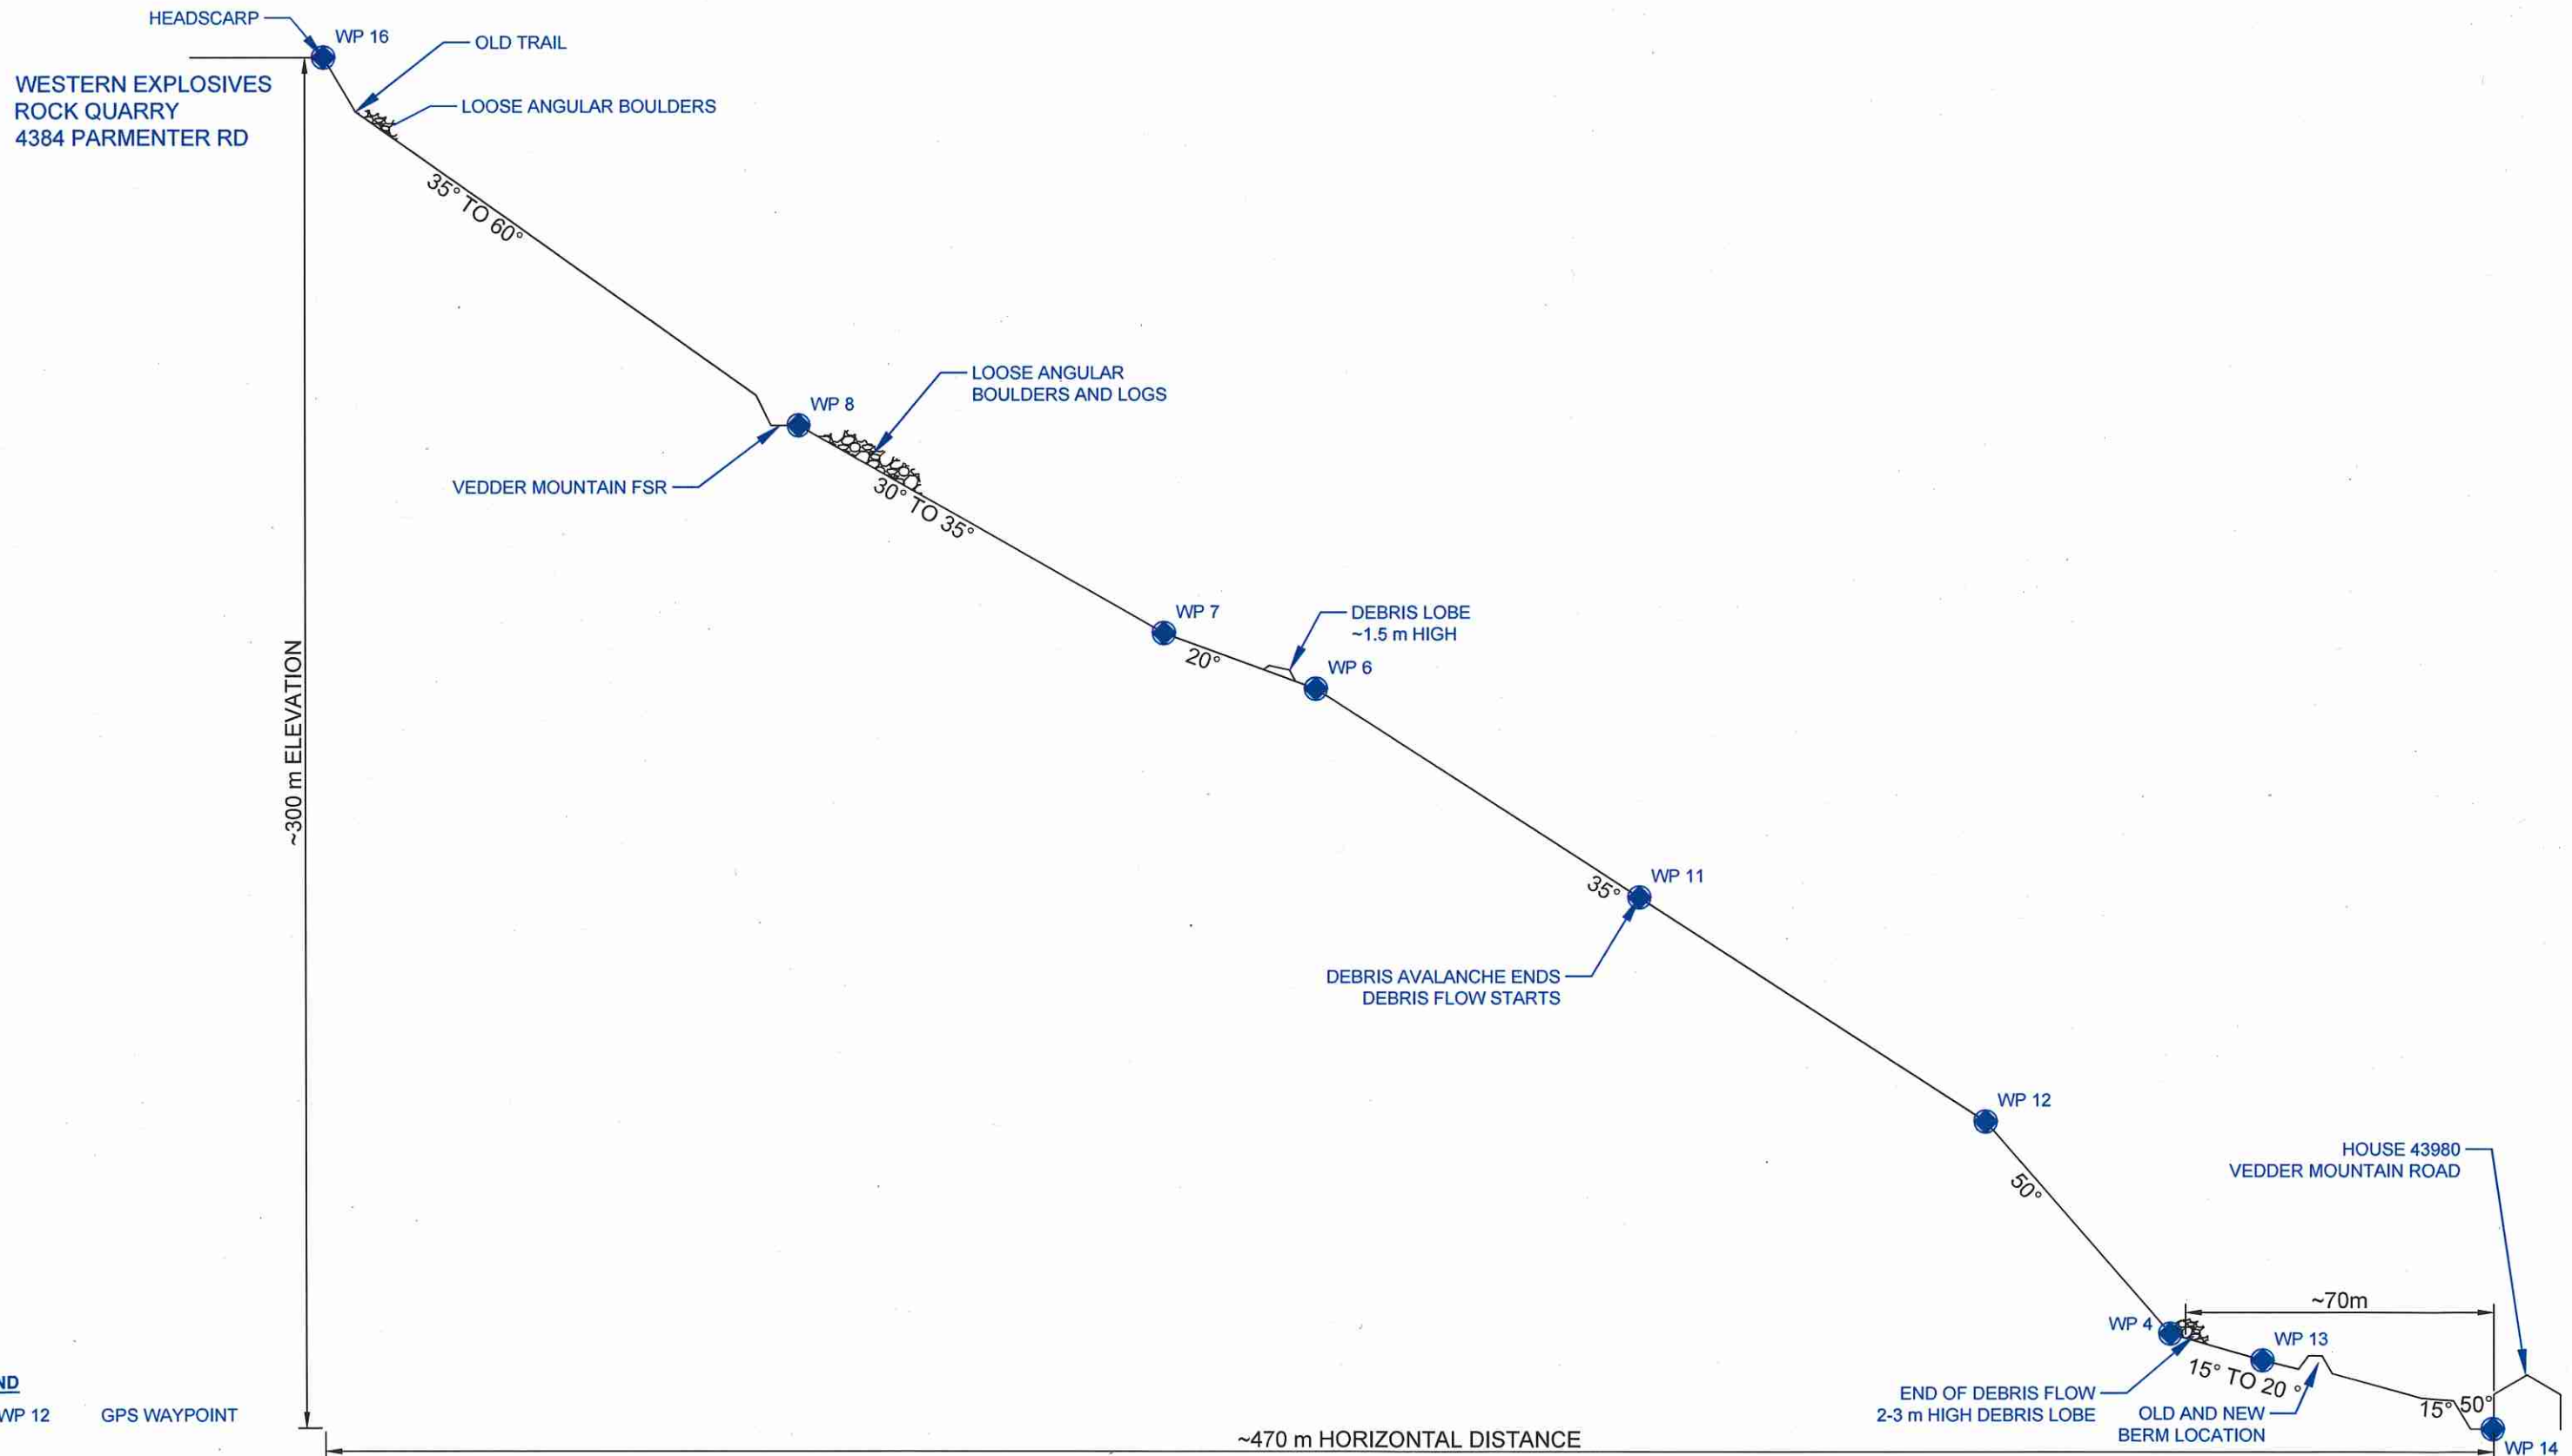 HEADSCARP
WP 16
OLD TRAIL
WESTERN EXPLOSIVES
ROCK QUARRY
4384 PARMENTER RD
LOOSE ANGULAR BOULDERS
35° TO 60°
LOOSE ANGULAR
BOULDERS AND LOGS
WP 8
VEDDER MOUNTAIN FSR
30° TO 35°
WP 7
DEBRIS LOBE
~1.5 m HIGH
20°
WP 6
~300 m ELEVATION
WP 11
35°
DEBRIS AVALANCHE ENDS
DEBRIS FLOW STARTS
WP 12
HOUSE 43980
VEDDER MOUNTAIN ROAD
50°
~70m
WP 4
WP 13
15° TO 20 °
END OF DEBRIS FLOW
2-3 m HIGH DEBRIS LOBE
OLD AND NEW
BERM LOCATION
15°
50°
WP 14
ND
WP 12 GPS WAYPOINT
~470 m HORIZONTAL DISTANCE